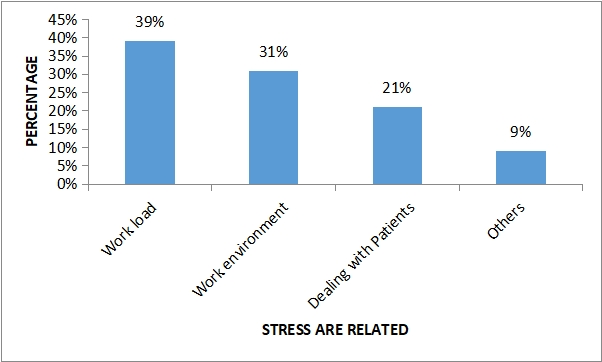 45%
40%
35%
30%
25%
20%
15%
10%
5%
0%
PERCENTAGE
39%
31%
21%
9%
Work load
Work environment
Dealing with Patients
Others
STRESS ARE RELATED